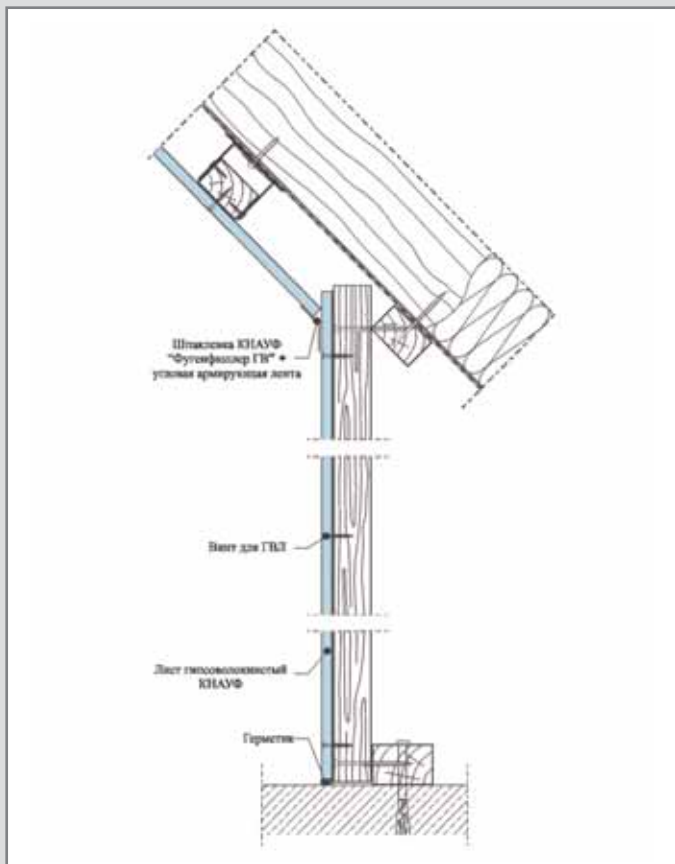 Шпаклевка КНАУФ
"Фугенфюллер ГВ" +
угловая армирующая лента
Винт для ГВЛ
Лист гипсоволокнистый
КНАУФ
Герметик